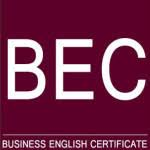 BEC
BUSINESS ENGLISH CERTIFICATE